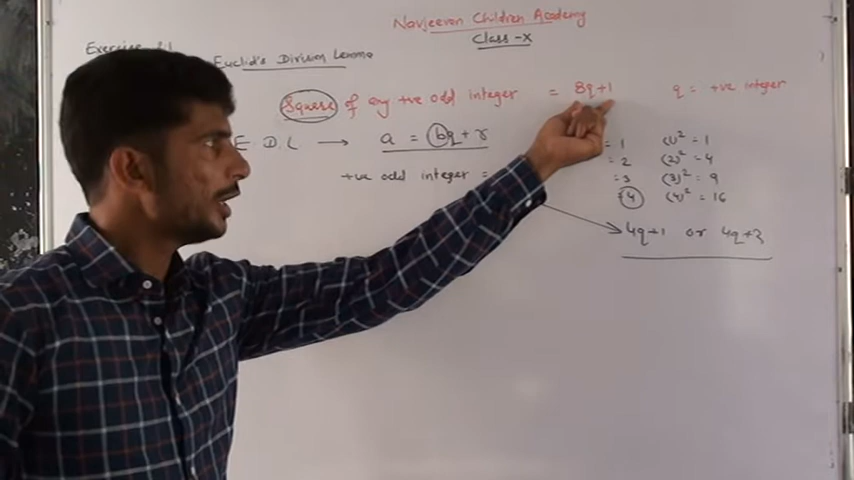 Navjeevan Children Academy
Class - X
Euclid's Division Lemma
Square of any +ve odd integer = 8q+1 q = +ve integer
E. D. L → a = bq + r
= 1 (1)² = 1
+ve odd integer =
= 2 (2)² = 4
= 3 (3)² = 9
= 4 (4)² = 16
4q+1 or 4q+3